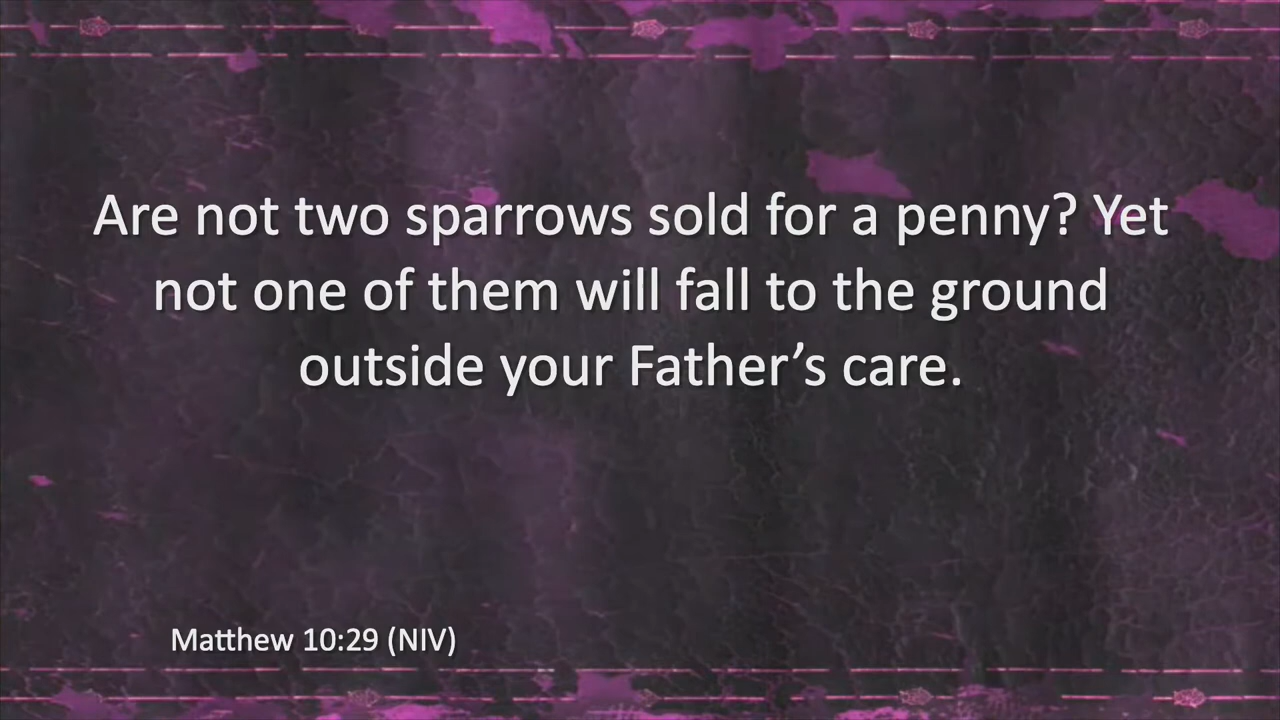 Are not two sparrows sold for a penny? Yet
not one of them will fall to the ground
outside your Father’s care.
Matthew 10:29 (NIV)